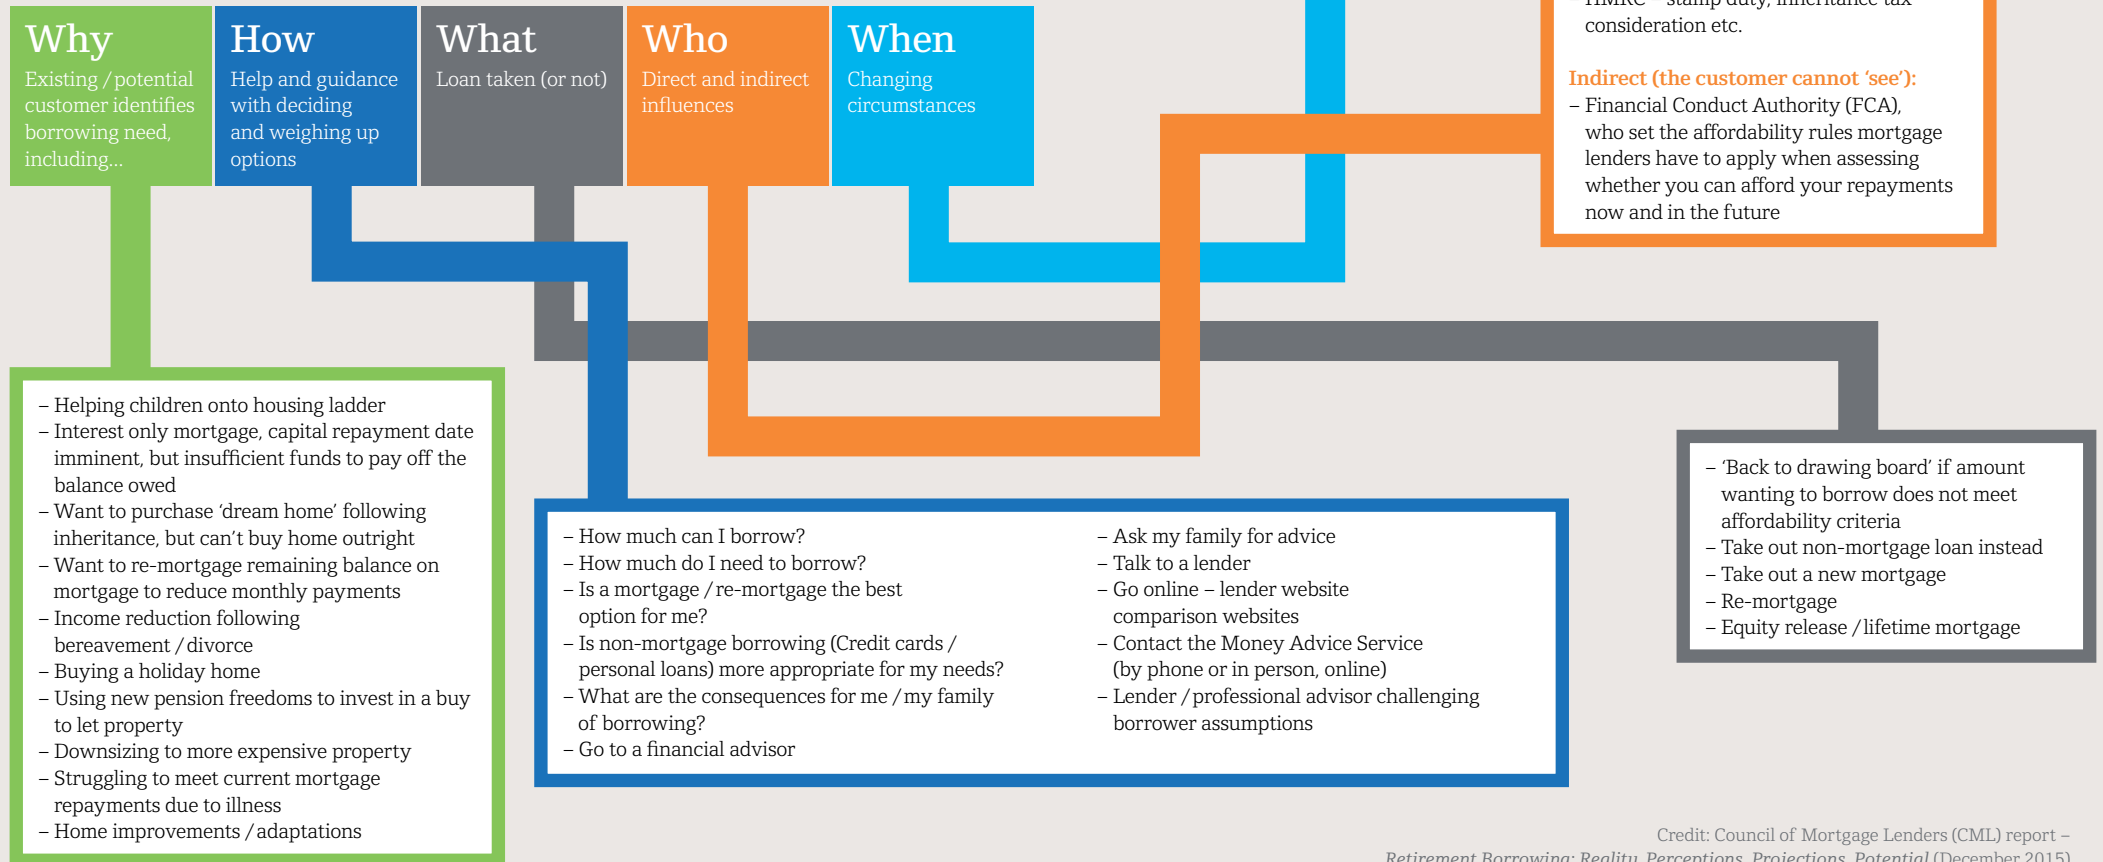 Why
Existing / potential
customer identifies
borrowing need,
including...
How
Help and guidance
with deciding
and weighing up
options
What
Loan taken (or not)
Who
Direct and indirect
influences
When
Changing
circumstances
– HMRC – stamp duty, inheritance tax
consideration etc.
Indirect (the customer cannot ‘see’):
– Financial Conduct Authority (FCA),
who set the affordability rules mortgage
lenders have to apply when assessing
whether you can afford your repayments
now and in the future
– Helping children onto housing ladder
– Interest only mortgage, capital repayment date
imminent, but insufficient funds to pay off the
balance owed
– Want to purchase ‘dream home’ following
inheritance, but can’t buy home outright
– Want to re-mortgage remaining balance on
mortgage to reduce monthly payments
– Income reduction following
bereavement / divorce
– Buying a holiday home
– Using new pension freedoms to invest in a buy
to let property
– Downsizing to more expensive property
– Struggling to meet current mortgage
repayments due to illness
– Home improvements / adaptations
– How much can I borrow?
– How much do I need to borrow?
– Is a mortgage / re-mortgage the best
option for me?
– Is non-mortgage borrowing (Credit cards /
personal loans) more appropriate for my needs?
– What are the consequences for me / my family
of borrowing?
– Go to a financial advisor
– Ask my family for advice
– Talk to a lender
– Go online – lender website
comparison websites
– Contact the Money Advice Service
(by phone or in person, online)
– Lender / professional advisor challenging
borrower assumptions
– ‘Back to drawing board’ if amount
wanting to borrow does not meet
affordability criteria
– Take out non-mortgage loan instead
– Take out a new mortgage
– Re-mortgage
– Equity release / lifetime mortgage
Credit: Council of Mortgage Lenders (CML) report –
Retirement Borrowing: Reality, Perceptions, Projections, Potential (December 2015)